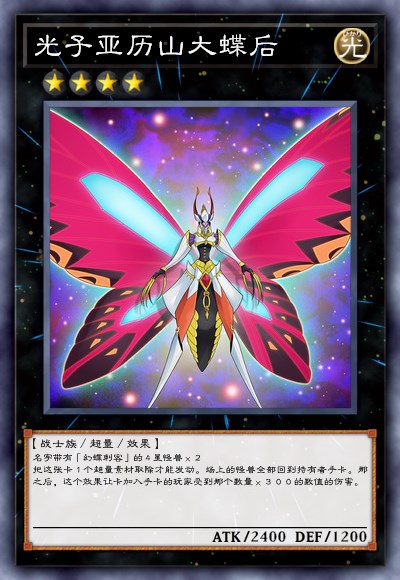 光子亚历山大蝶后
ひかり
光
【战士族／超量／效果】
名字带有「幻蝶刺客」的４星怪兽×２
把这张卡１个超量素材取除才能发动。场上的怪兽全部回到持有者手卡。那
之后，这个效果让卡加入手卡的玩家受到那个数量×３００的数值的伤害。
ATK/2400 DEF/1200